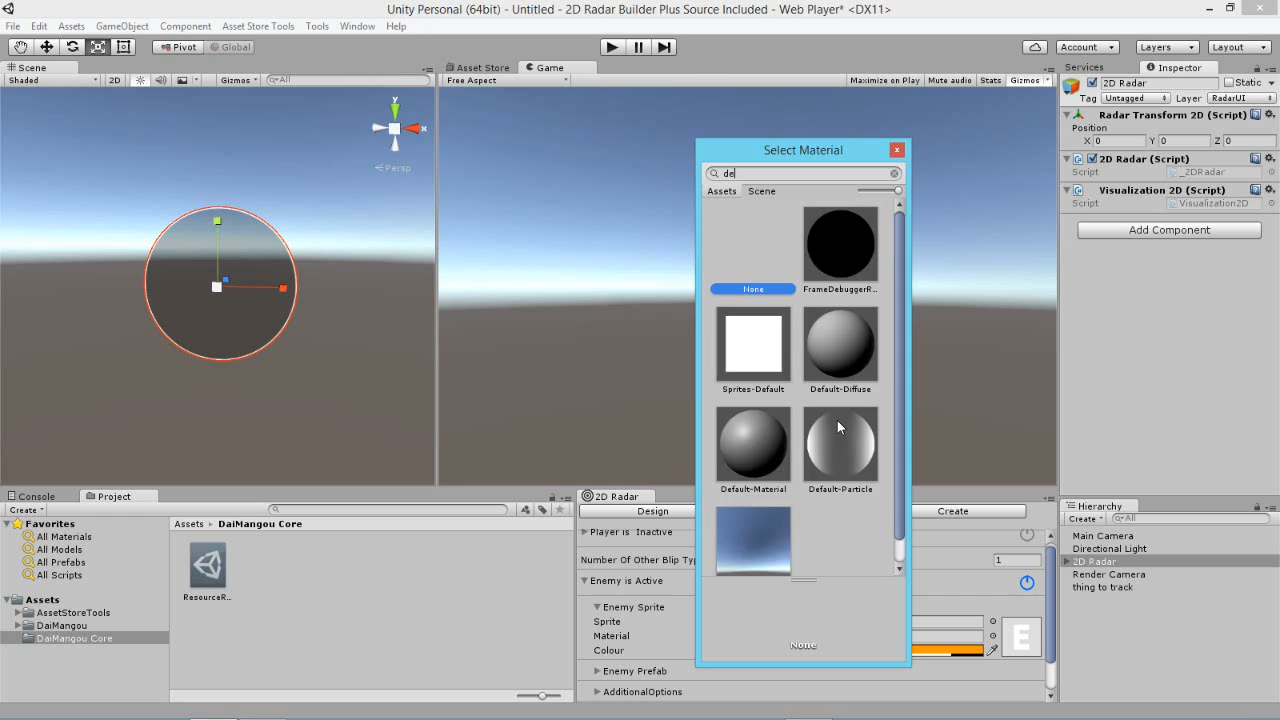 Unity Personal (64bit) - Untitled - 2D Radar Builder Plus Source Included - Web Player* <DX11>
File Edit Assets GameObject Component Asset Store Tools Tools Window Help
Pivot Global Account Layers Layout
Scene
Shaded 2D Gizmos All
y
x
Persp
Asset Store Game
Free Aspect Maximize on Play Mute audio Stats Gizmos
Services Inspector
2D Radar Static
Tag Untagged Layer RadarUI
Radar Transform 2D (Script)
Position
X 0 Y 0 Z 0
2D Radar (Script)
Script _2DRadar
Visualization 2D (Script)
Script Visualization2D
Add Component
Select Material
de
Assets Scene
None FrameDebuggerR...
Sprites-Default Default-Diffuse
Default-Material Default-Particle
None
Console Project
Create
Favorites
All Materials
All Models
All Prefabs
All Scripts
Assets
AssetStoreTools
DaiMangou
DaiMangou Core
Assets DaiMangou Core
ResourceR...
2D Radar
Design Create
Player is Inactive
Number Of Other Blip Typ 1
Enemy is Active
Enemy Sprite
Sprite
Material
Colour
E
Enemy Prefab
AdditionalOptions
Hierarchy
Create All
Main Camera
Directional Light
2D Radar
Render Camera
thing to track